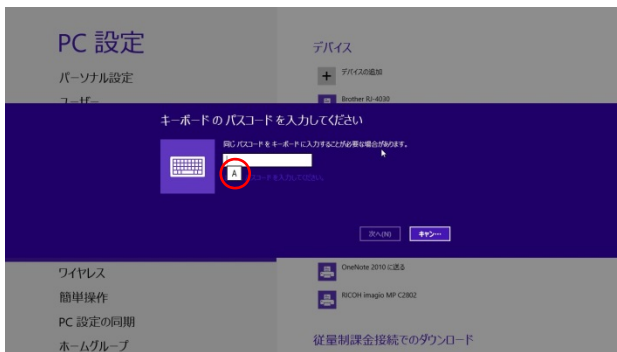 PC 設定
デバイス
パーソナル設定
デバイスの追加
ユーザー
Brother RJ-4030
キーボード の パスコード を入力してください
同じ パスコード を キーボード に入力することが必要な場合があります。
A
パスコード を入力してください。
次へ(N)
キャン…
ワイヤレス
OneNote 2010 に送る
簡単操作
RICOH imagio MP C2802
PC 設定の同期
ホームグループ
従量制課金接続でのダウンロード